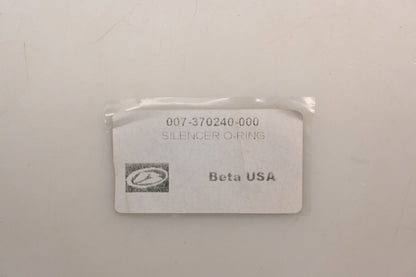 007-370240-000
SILENCER O-RING
Beta USA